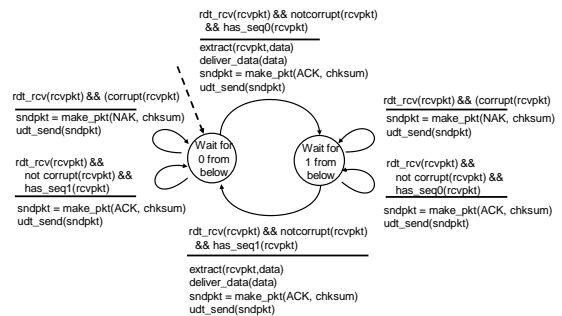 rdt_rcv(rcvpkt) && notcorrupt(rcvpkt)
&& has_seq0(rcvpkt)
extract(rcvpkt,data)
deliver_data(data)
sndpkt = make_pkt(ACK, chksum)
udt_send(sndpkt)
rdt_rcv(rcvpkt) && (corrupt(rcvpkt)
sndpkt = make_pkt(NAK, chksum)
udt_send(sndpkt)
rdt_rcv(rcvpkt) &&
not corrupt(rcvpkt) &&
has_seq1(rcvpkt)
sndpkt = make_pkt(ACK, chksum)
udt_send(sndpkt)
Wait for
0 from
below
Wait for
1 from
below
rdt_rcv(rcvpkt) && (corrupt(rcvpkt)
sndpkt = make_pkt(NAK, chksum)
udt_send(sndpkt)
rdt_rcv(rcvpkt) &&
not corrupt(rcvpkt) &&
has_seq0(rcvpkt)
sndpkt = make_pkt(ACK, chksum)
udt_send(sndpkt)
rdt_rcv(rcvpkt) && notcorrupt(rcvpkt)
&& has_seq1(rcvpkt)
extract(rcvpkt,data)
deliver_data(data)
sndpkt = make_pkt(ACK, chksum)
udt_send(sndpkt)